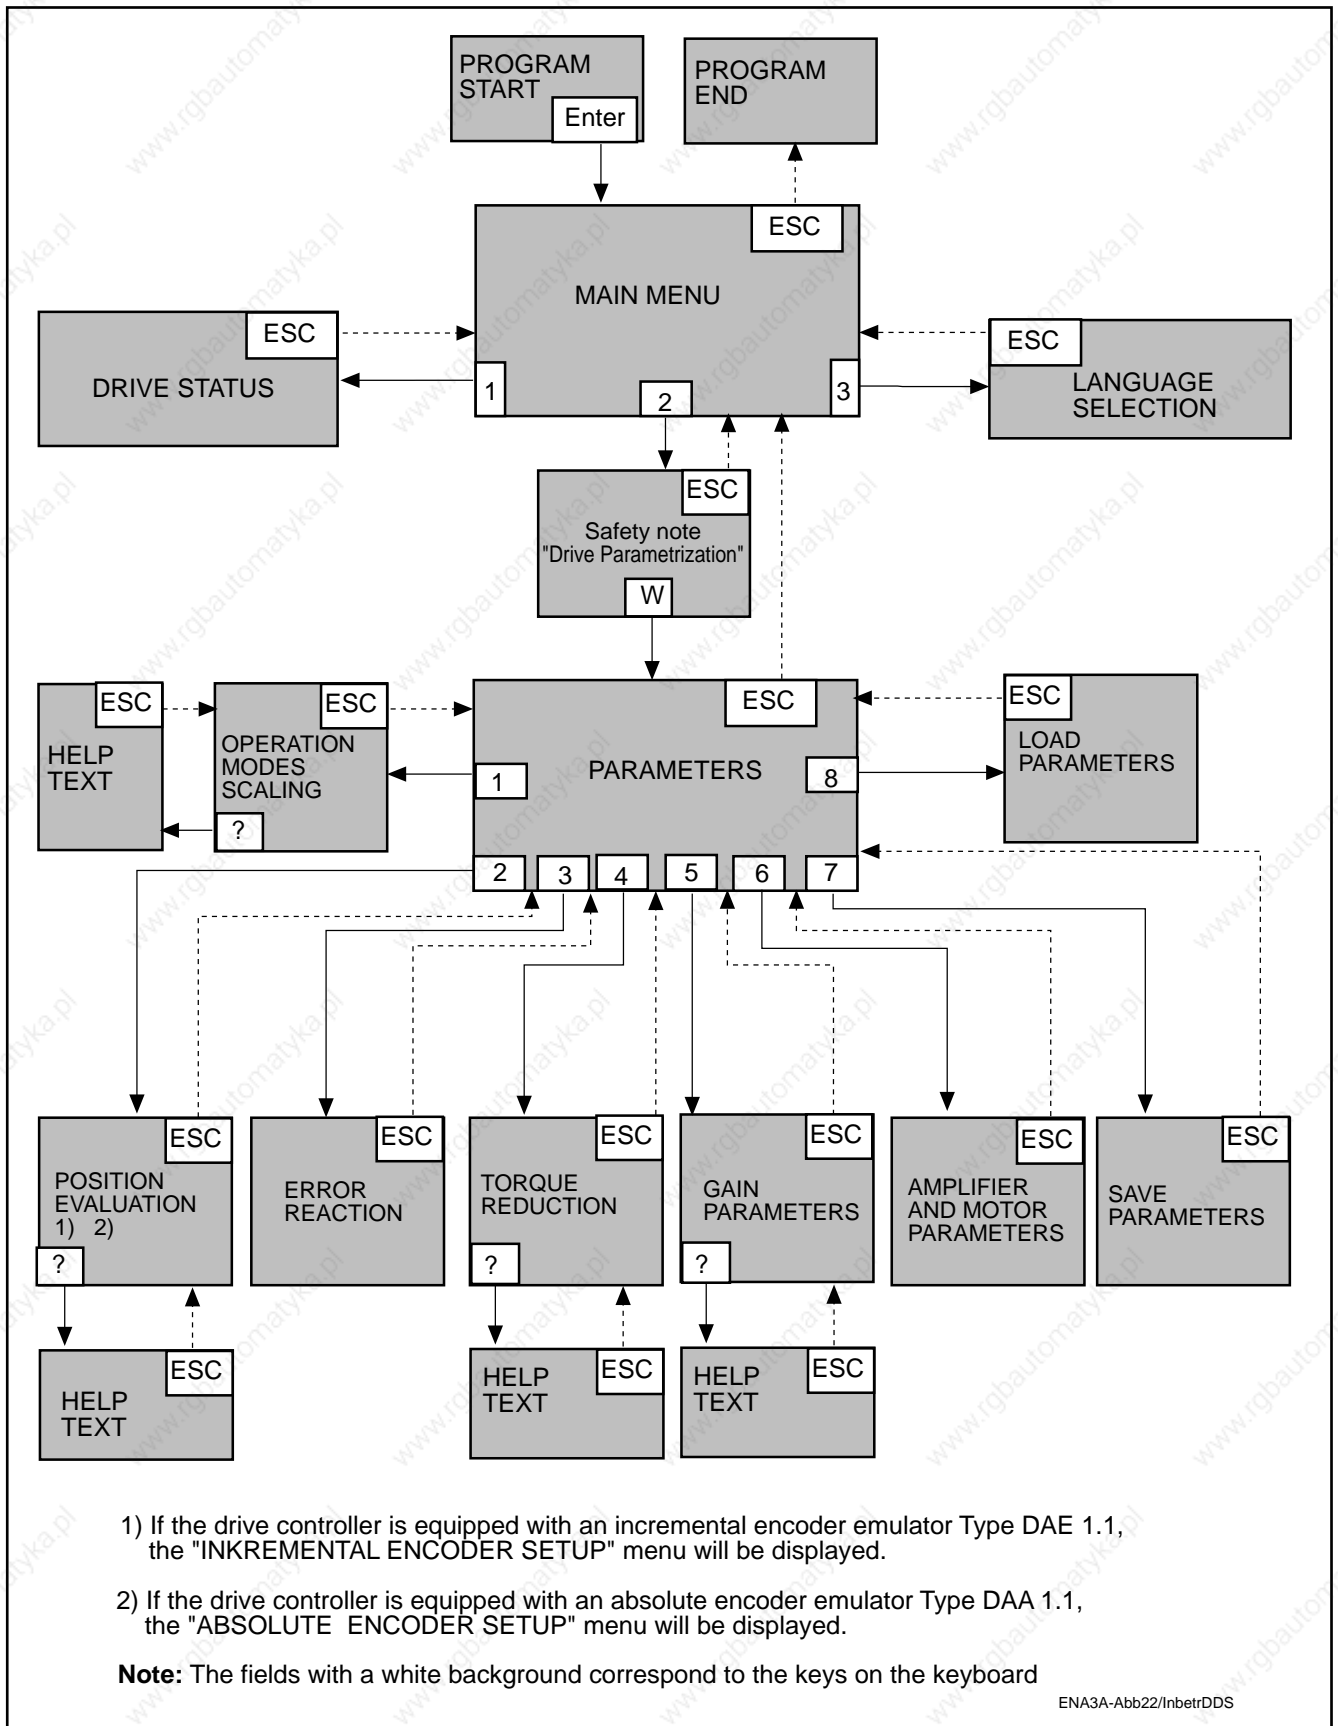 PROGRAM
START
Enter
PROGRAM
END
ESC
MAIN MENU
1
2
3
ESC
DRIVE STATUS
ESC
LANGUAGE
SELECTION
ESC
Safety note
"Drive Parametrization"
W
ESC
HELP
TEXT
ESC
OPERATION
MODES
SCALING
?
ESC
PARAMETERS
1
8
2
3
4
5
6
7
ESC
LOAD
PARAMETERS
ESC
POSITION
EVALUATION
1) 2)
?
ESC
ERROR
REACTION
ESC
TORQUE
REDUCTION
?
ESC
GAIN
PARAMETERS
?
ESC
AMPLIFIER
AND MOTOR
PARAMETERS
ESC
SAVE
PARAMETERS
ESC
HELP
TEXT
ESC
HELP
TEXT
ESC
HELP
TEXT
1) If the drive controller is equipped with an incremental encoder emulator Type DAE 1.1,
the "INKREMENTAL ENCODER SETUP" menu will be displayed.
2) If the drive controller is equipped with an absolute encoder emulator Type DAA 1.1,
the "ABSOLUTE ENCODER SETUP" menu will be displayed.
Note: The fields with a white background correspond to the keys on the keyboard
ENA3A-Abb22/InbetrDDS
www.rgbautomatyka.pl